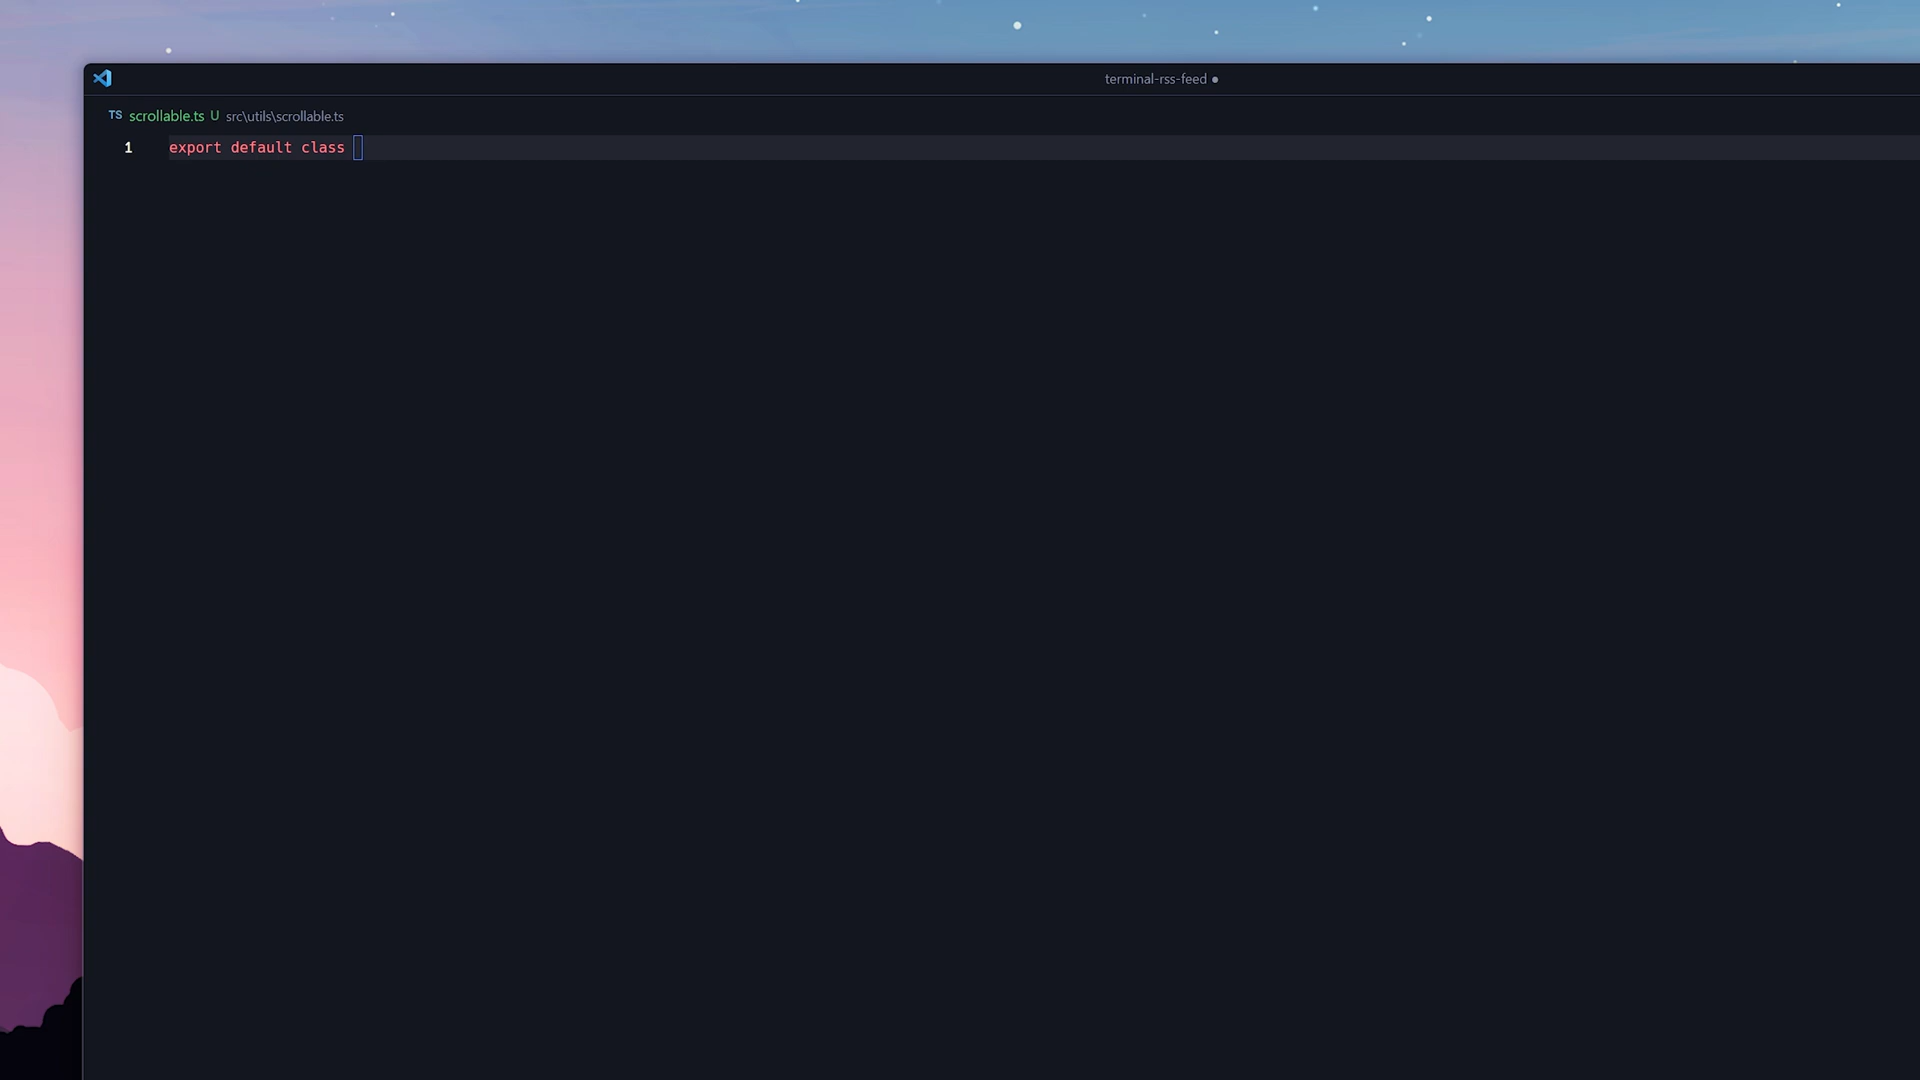 terminal-rss-feed ●
TS scrollable.ts U src\utils\scrollable.ts
1 export default class